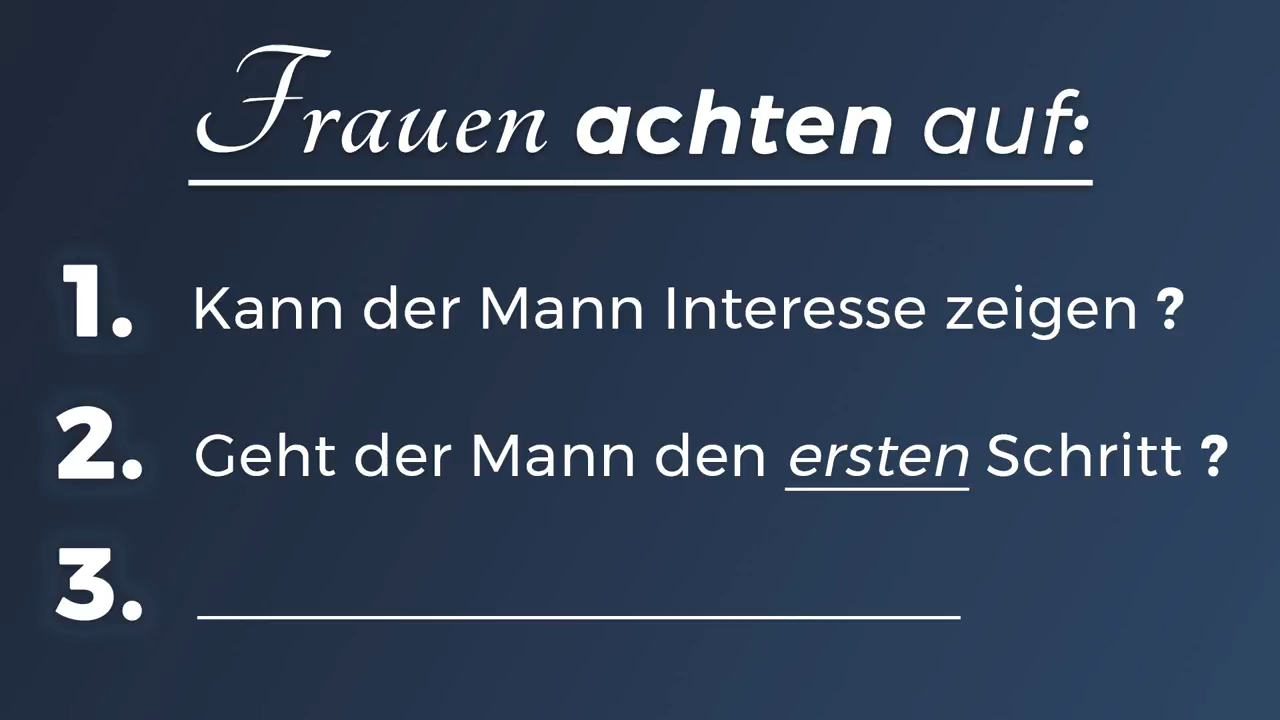 Frauen achten auf:
1. Kann der Mann Interesse zeigen ?
2. Geht der Mann den ersten Schritt ?
3.